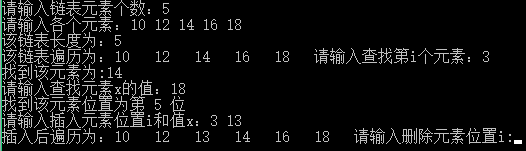 请输入链表元素个数：5
请输入各个元素：10 12 14 16 18
该链表长度为：5
该链表遍历为：10   12   14   16   18   请输入查找第i个元素：3
找到该元素为:14
请输入查找元素x的值：18
找到该元素位置为第 5 位
请输入插入元素位置i和值x：3 13
插入后遍历为：10   12   13   14   16   18   请输入删除元素位置i: